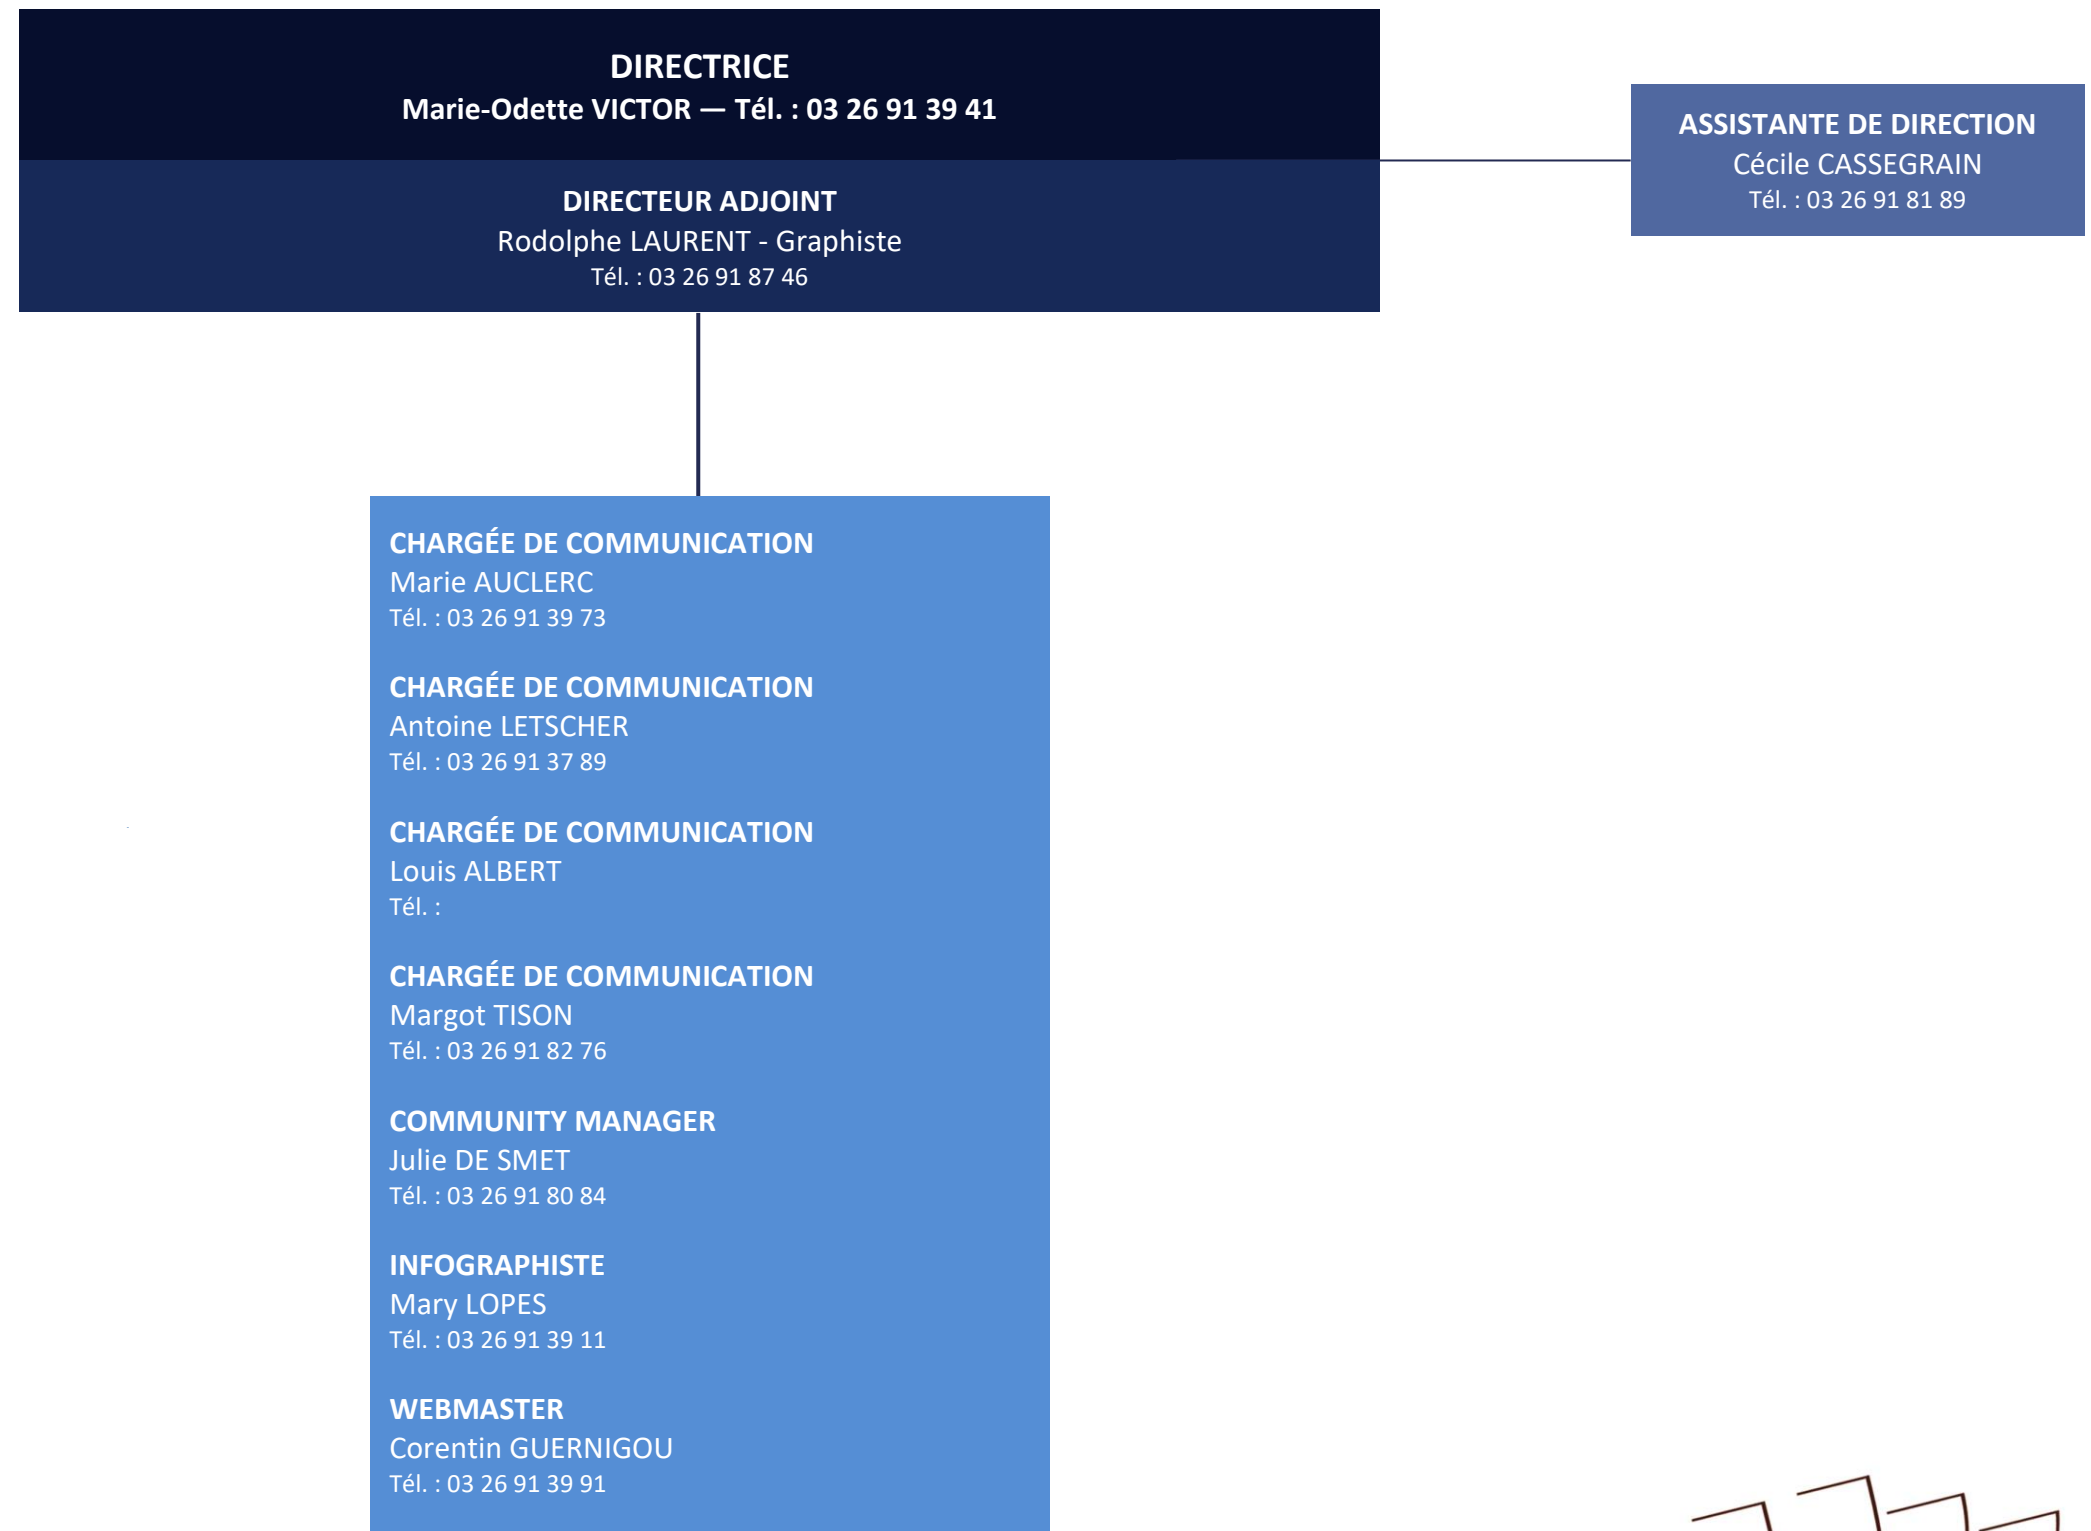 DIRECTRICE
Marie-Odette VICTOR — Tél. : 03 26 91 39 41
DIRECTEUR ADJOINT
Rodolphe LAURENT - Graphiste
Tél. : 03 26 91 87 46
ASSISTANTE DE DIRECTION
Cécile CASSEGRAIN
Tél. : 03 26 91 81 89
CHARGÉE DE COMMUNICATION
Marie AUCLERC
Tél. : 03 26 91 39 73
CHARGÉE DE COMMUNICATION
Antoine LETSCHER
Tél. : 03 26 91 37 89
CHARGÉE DE COMMUNICATION
Louis ALBERT
Tél. :
CHARGÉE DE COMMUNICATION
Margot TISON
Tél. : 03 26 91 82 76
COMMUNITY MANAGER
Julie DE SMET
Tél. : 03 26 91 80 84
INFOGRAPHISTE
Mary LOPES
Tél. : 03 26 91 39 11
WEBMASTER
Corentin GUERNIGOU
Tél. : 03 26 91 39 91